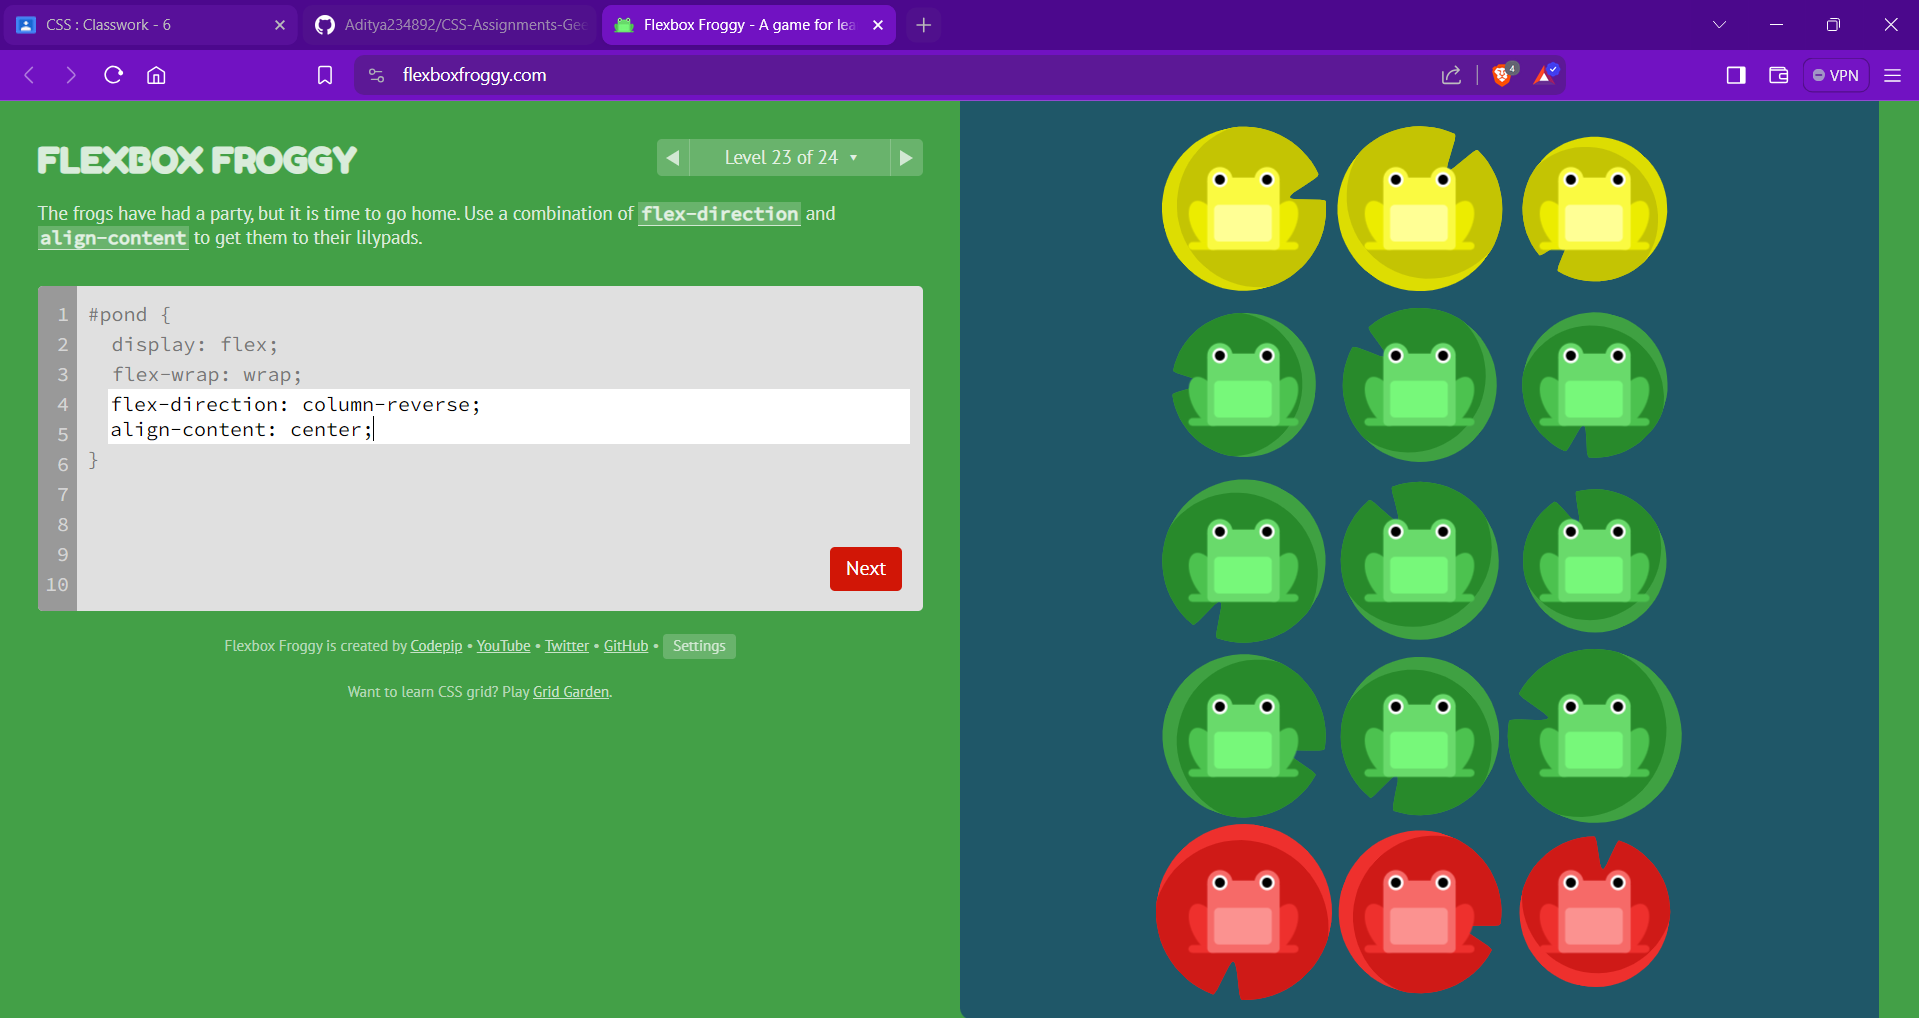 CSS : Classwork - 6
Aditya234892/CSS-Assignments-Gee
Flexbox Froggy - A game for lea
flexboxfroggy.com
4
VPN
FLEXBOX FROGGY
Level 23 of 24
The frogs have had a party, but it is time to go home. Use a combination of flex-direction and
align-content to get them to their lilypads.
1 #pond {
2 display: flex;
3 flex-wrap: wrap;
4 flex-direction: column-reverse;
5 align-content: center;
6 }
7
8
9
10
Next
Flexbox Froggy is created by Codepip • YouTube • Twitter • GitHub • Settings
Want to learn CSS grid? Play Grid Garden.